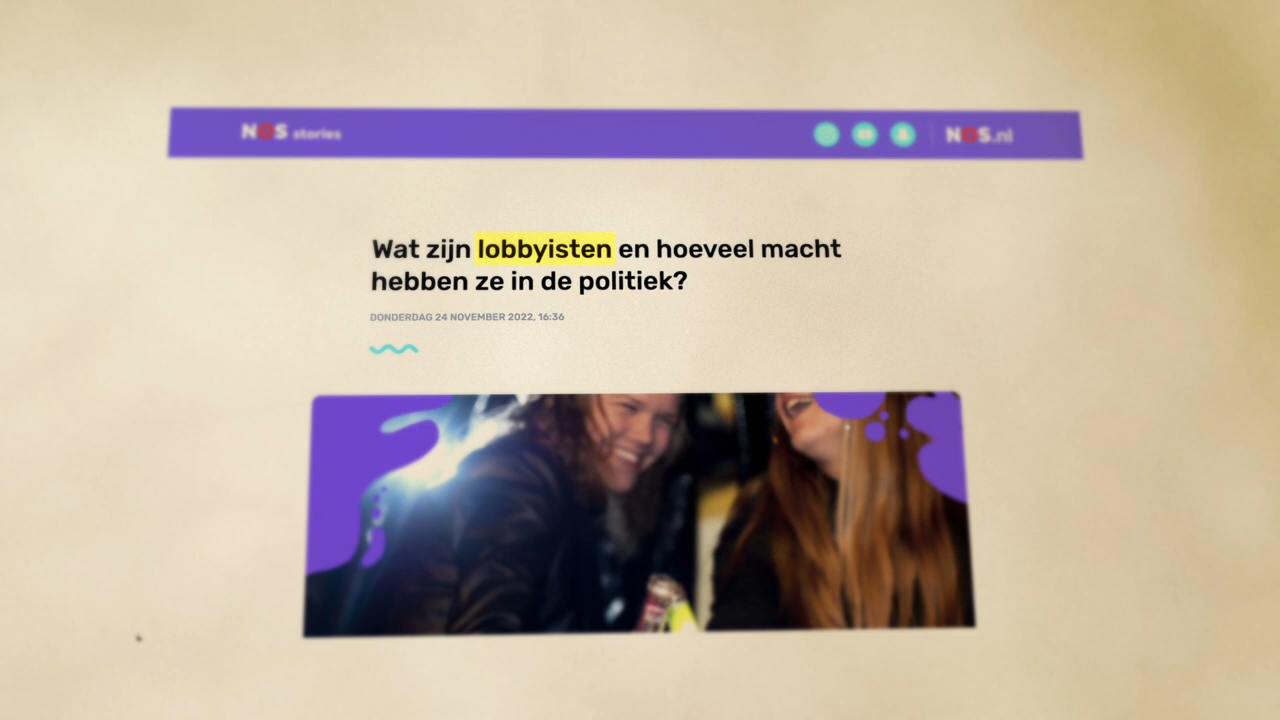 NOS stories
NOS.nl
Wat zijn lobbyisten en hoeveel macht
hebben ze in de politiek?
DONDERDAG 24 NOVEMBER 2022, 16:36